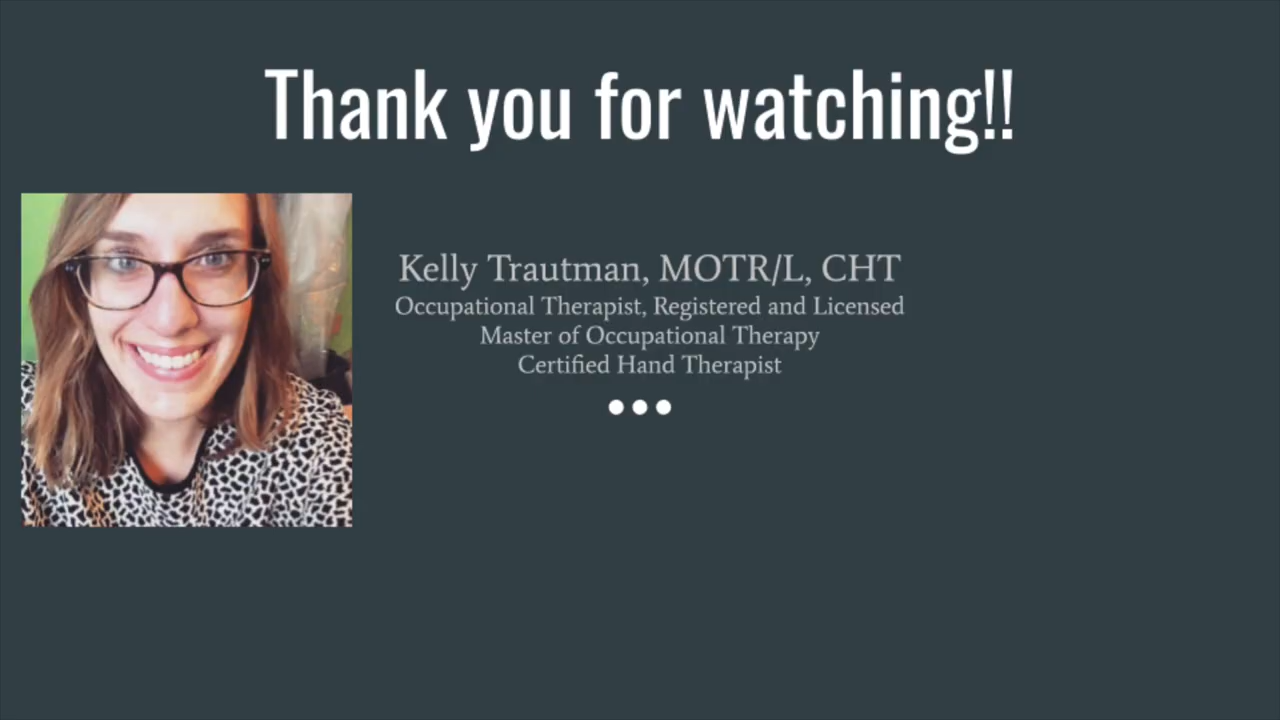 Thank you for watching!!
Kelly Trautman, MOTR/L, CHT
Occupational Therapist, Registered and Licensed
Master of Occupational Therapy
Certified Hand Therapist